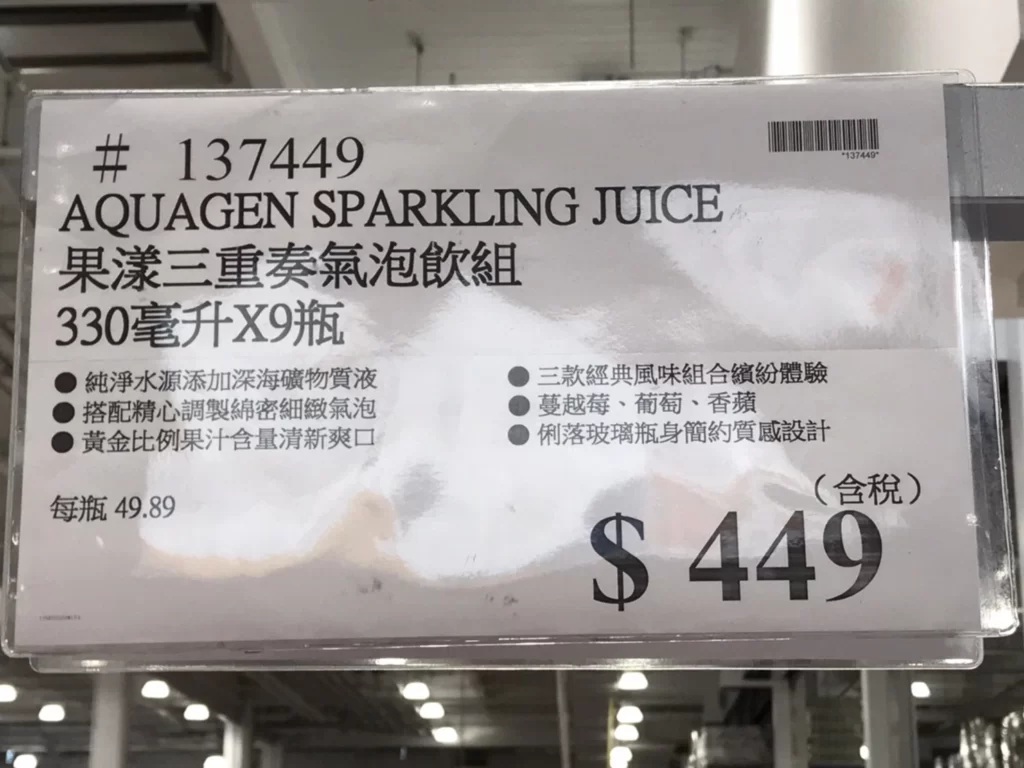 # 137449
*137449*
AQUAGEN SPARKLING JUICE
果漾三重奏氣泡飲組
330毫升X9瓶
● 純淨水源添加深海礦物質液
● 搭配精心調製綿密細緻氣泡
● 黃金比例果汁含量清新爽口
● 三款經典風味組合繽紛體驗
● 蔓越莓、葡萄、香蘋
● 俐落玻璃瓶身簡約質感設計
每瓶 49.89
（含稅）
$ 449